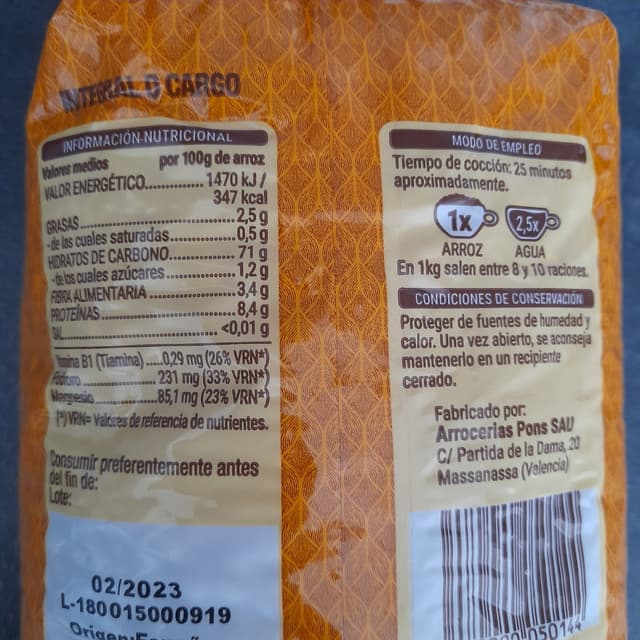 INTEGRAL CARGO
INFORMACIÓN NUTRICIONAL
Valores medios por 100g de arroz
VALOR ENERGÉTICO.............. 1470 kJ /
347 kcal
GRASAS.................................. 2,5 g
- de las cuales saturadas........... 0,5 g
HIDRATOS DE CARBONO............ 71 g
- de los cuales azúcares............ 1,2 g
FIBRA ALIMENTARIA................ 3,4 g
PROTEÍNAS............................ 8,4 g
SAL....................................... <0,01 g
Vitamina B1 (Tiamina) .....0,29 mg (26% VRN*)
Fósforo ................231 mg (33% VRN*)
Magnesio ..............85,1 mg (23% VRN*)
(*) VRN= Valores de referencia de nutrientes.
Consumir preferentemente antes
del fin de:
Lote:
02/2023
L-180015000919
MODO DE EMPLEO
Tiempo de cocción: 25 minutos
aproximadamente.
1x 2,5x
ARROZ AGUA
En 1kg salen entre 8 y 10 raciones.
CONDICIONES DE CONSERVACIÓN
Proteger de fuentes de humedad y
calor. Una vez abierto, se aconseja
mantenerlo en un recipiente
cerrado.
Fabricado por:
Arrocerías Pons SAU
C/ Partida de la Dama, 20
Massanassa (Valencia)